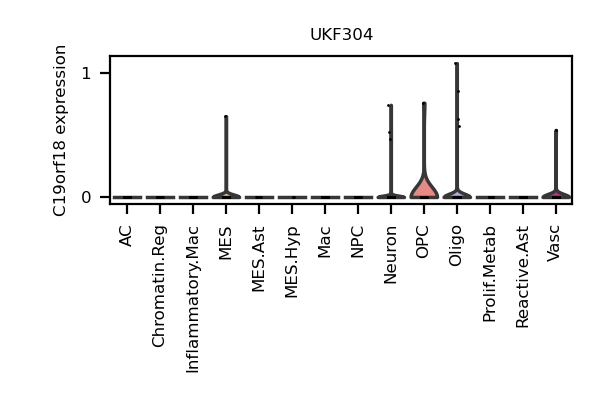 UKF304
C19orf18 expression
1
0
AC
Chromatin.Reg
Inflammatory.Mac
MES
MES.Ast
MES.Hyp
Mac
NPC
Neuron
OPC
Oligo
Prolif.Metab
Reactive.Ast
Vasc